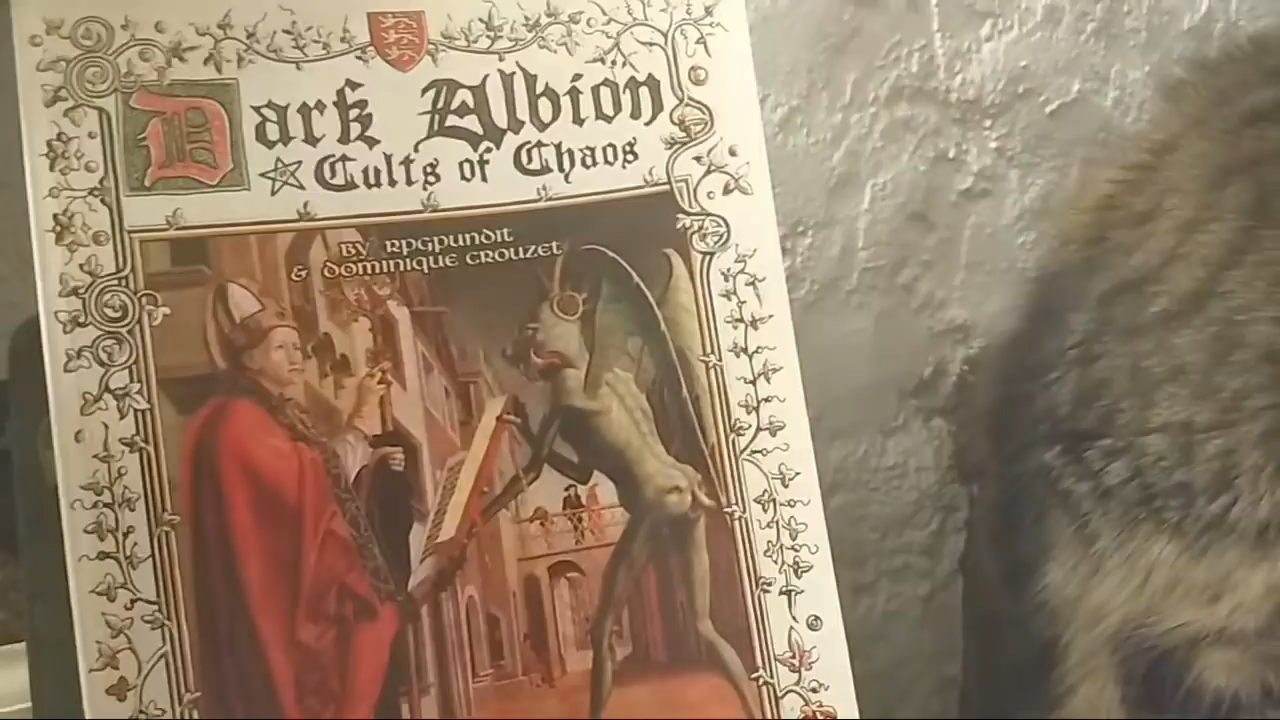 Dark Albion
Cults of Chaos
BY RPGPUNDIT
& DOMINIQUE CROUZET